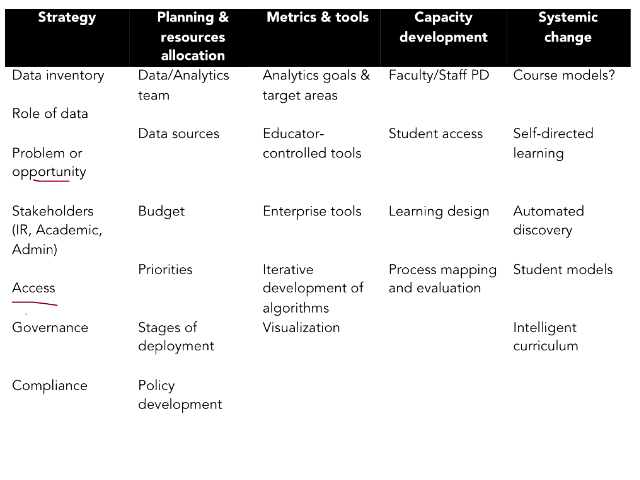 Strategy
Planning &
resources
allocation
Metrics & tools
Capacity
development
Systemic
change
Data inventory
Data/Analytics
team
Analytics goals &
target areas
Faculty/Staff PD
Course models?
Role of data
Data sources
Educator-
controlled tools
Student access
Self-directed
learning
Problem or
opportunity
Stakeholders
(IR, Academic,
Admin)
Budget
Enterprise tools
Learning design
Automated
discovery
Priorities
Iterative
development of
algorithms
Process mapping
and evaluation
Student models
Access
Governance
Stages of
deployment
Visualization
Intelligent
curriculum
Compliance
Policy
development